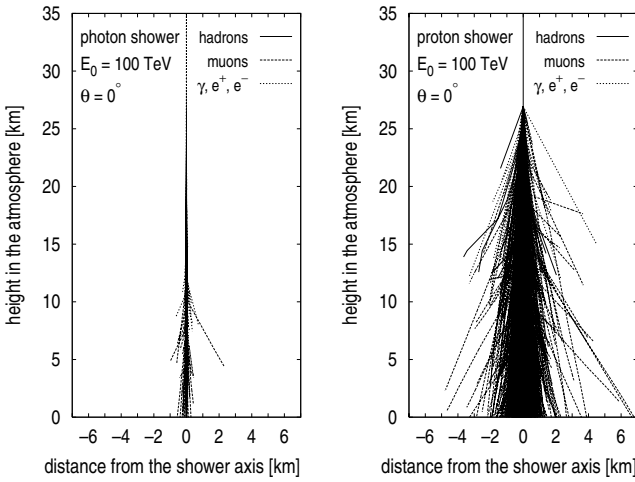 35
30
25
20
15
10
5
0
height in the atmosphere [km]
photon shower
E0 = 100 TeV
θ = 0°
hadrons
muons
γ, e+, e−
−6 −4 −2 0 2 4 6
distance from the shower axis [km]
35
30
25
20
15
10
5
0
height in the atmosphere [km]
photon shower
E0 = 100 TeV
θ = 0°
hadrons
muons
γ, e+, e−
−6 −4 −2 0 2 4 6
distance from the shower axis [km]